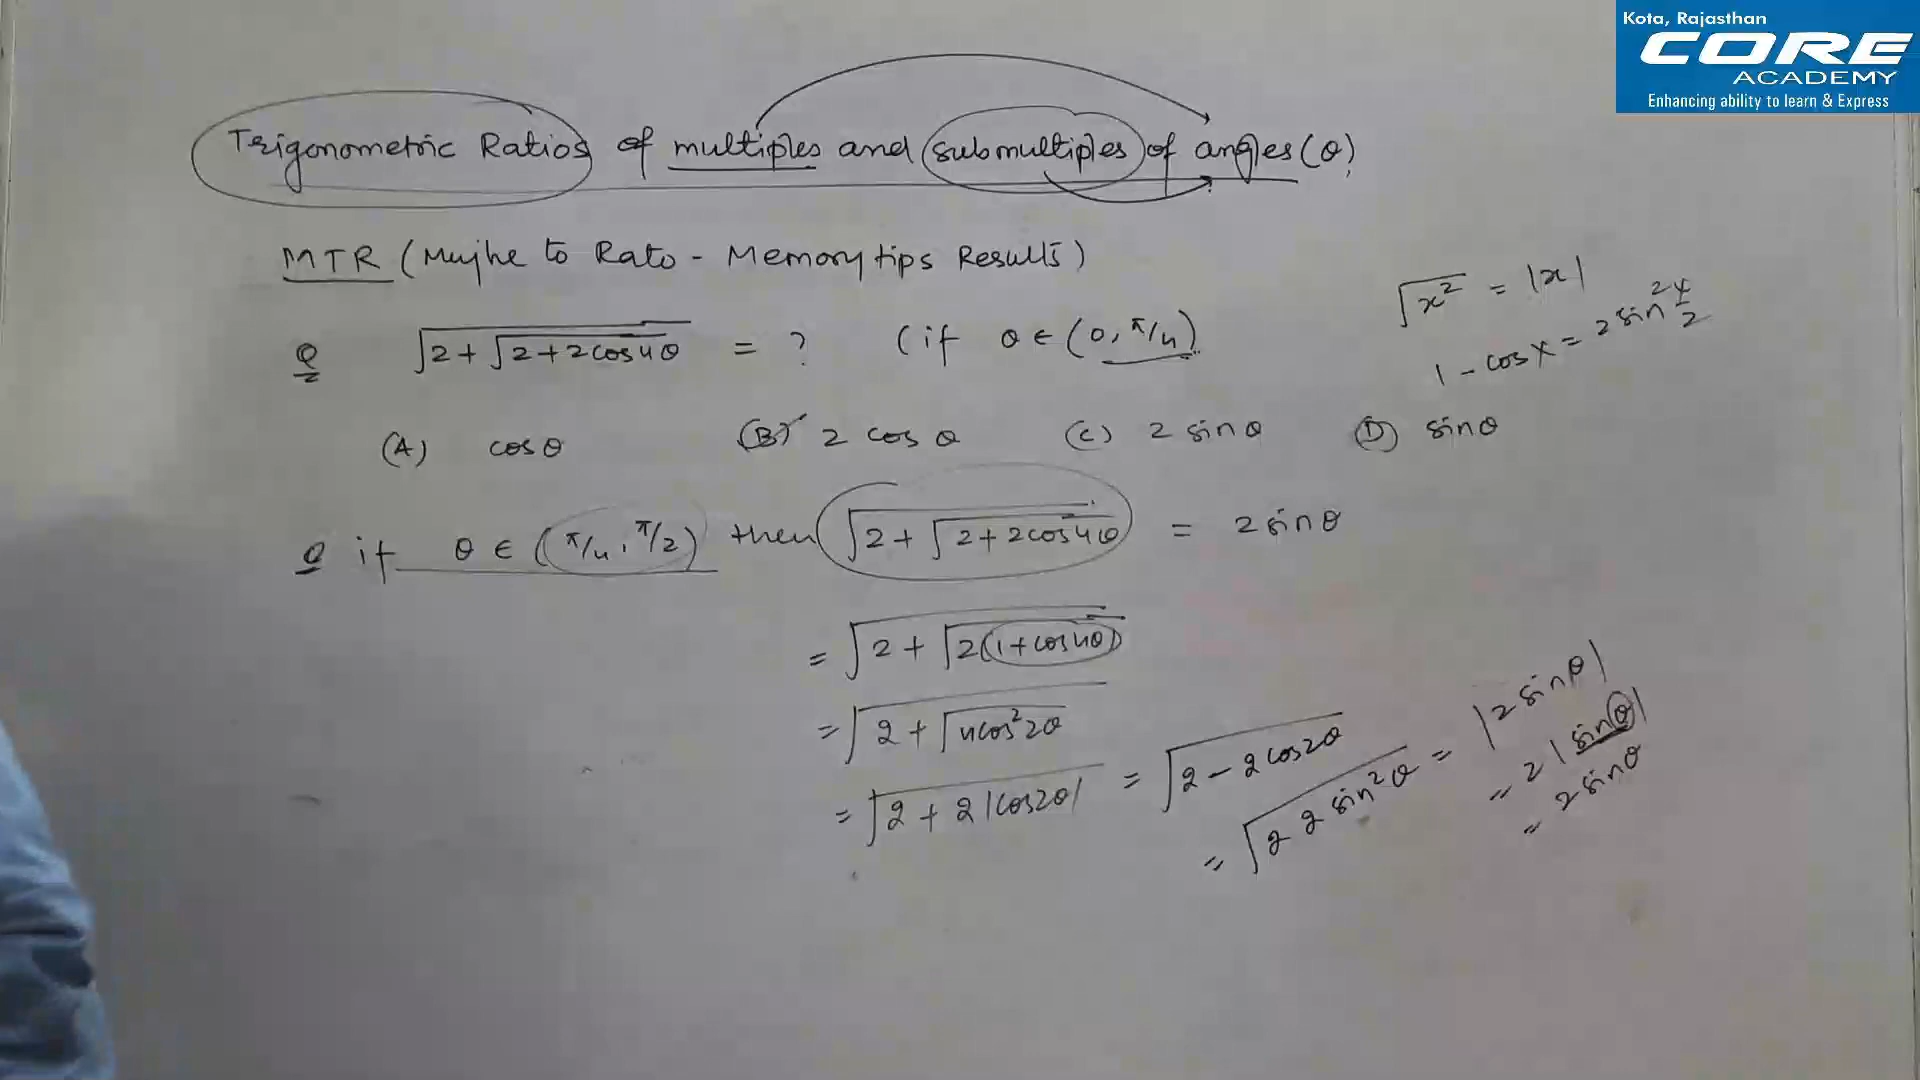 Kota, Rajasthan
CORE
ACADEMY
Enhancing ability to learn & Express
Trigonometric Ratios of multiples and submultiples of angles (θ)
MTR (Mujhe to Rato - Memory tips Results)
√x² = |x|
1 - cos x = 2 sin² x/2
Q √(2+√(2+2cos4θ)) = ? (if θ ∈ (0, π/4)
(A) cos θ (B) 2 cos θ (C) 2 sin θ (D) sin θ
Q if θ ∈ (π/4, π/2) then √(2+√(2+2cos4θ)) = 2 sin θ
= √(2+√(2(1+cos4θ)))
= √(2+√(4cos²2θ))
= √(2+2|cos2θ|) = √(2-2cos2θ)
= √(2 2 sin²θ) = |2 sin θ|
= 2 |sin θ|
= 2 sin θ